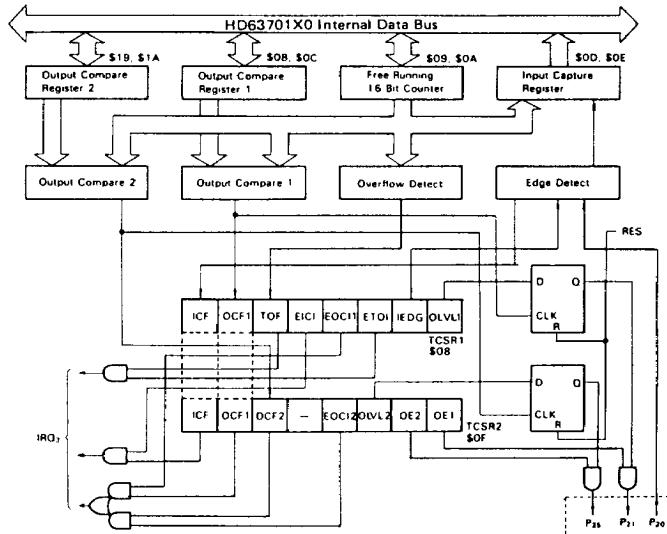 HD63701X0 Internal Data Bus
$1B, $1A
$0B, $0C
$09, $0A
$0D, $0E
Output Compare
Register 2
Output Compare
Register 1
Free Running
16 Bit Counter
Input Capture
Register
Output Compare 2
Output Compare 1
Overflow Detect
Edge Detect
RES
D Q
CLK
R
ICF OCF1 TOF EICI EOCI1 ETOI IEDG OLVL1
TCSR1
$08
D Q
CLK
R
ICF OCF1 OCF2 — EOCI2 OLVL2 OE2 OE1
TCSR2
$0F
IRQ₃
P₂₅ P₂₁ P₂₀